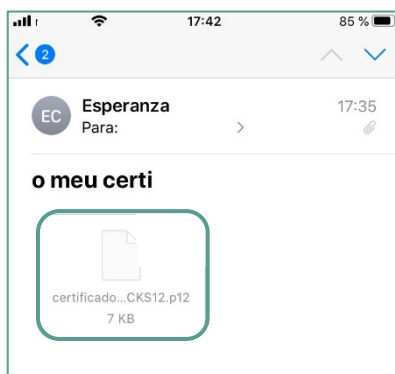 17:42
85 %
2
EC
Esperanza
17:35
Para:
o meu certi
certificado...CKS12.p12
7 KB